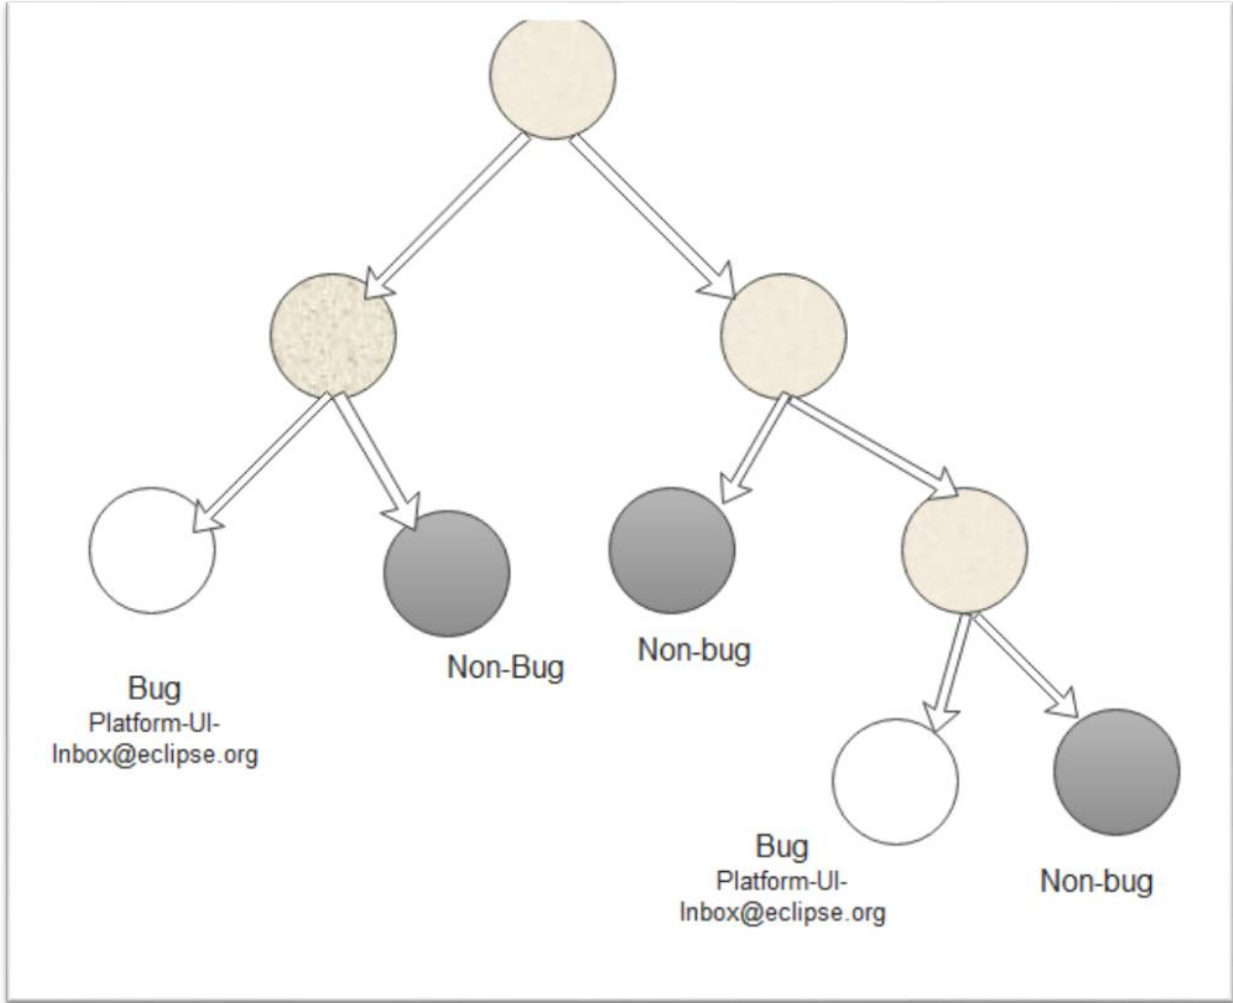 Non-bug
Non-Bug
Bug
Platform-UI-
Inbox@eclipse.org
Bug
Platform-UI-
Inbox@eclipse.org
Non-bug